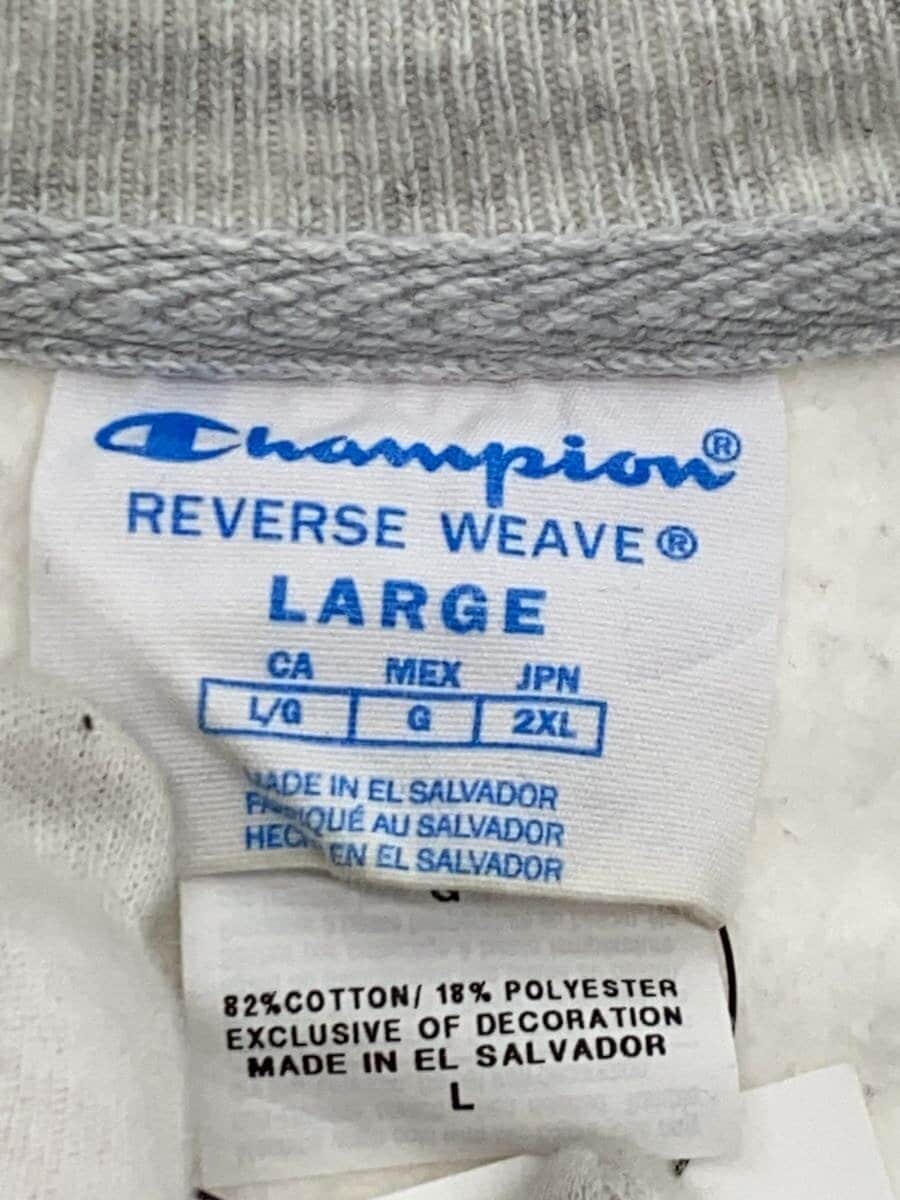 Champion®
REVERSE WEAVE®
LARGE
CA MEX JPN
L/G G 2XL
MADE IN EL SALVADOR
FABRIQUÉ AU SALVADOR
HECHO EN EL SALVADOR
G
82%COTTON/ 18% POLYESTER
EXCLUSIVE OF DECORATION
MADE IN EL SALVADOR
L